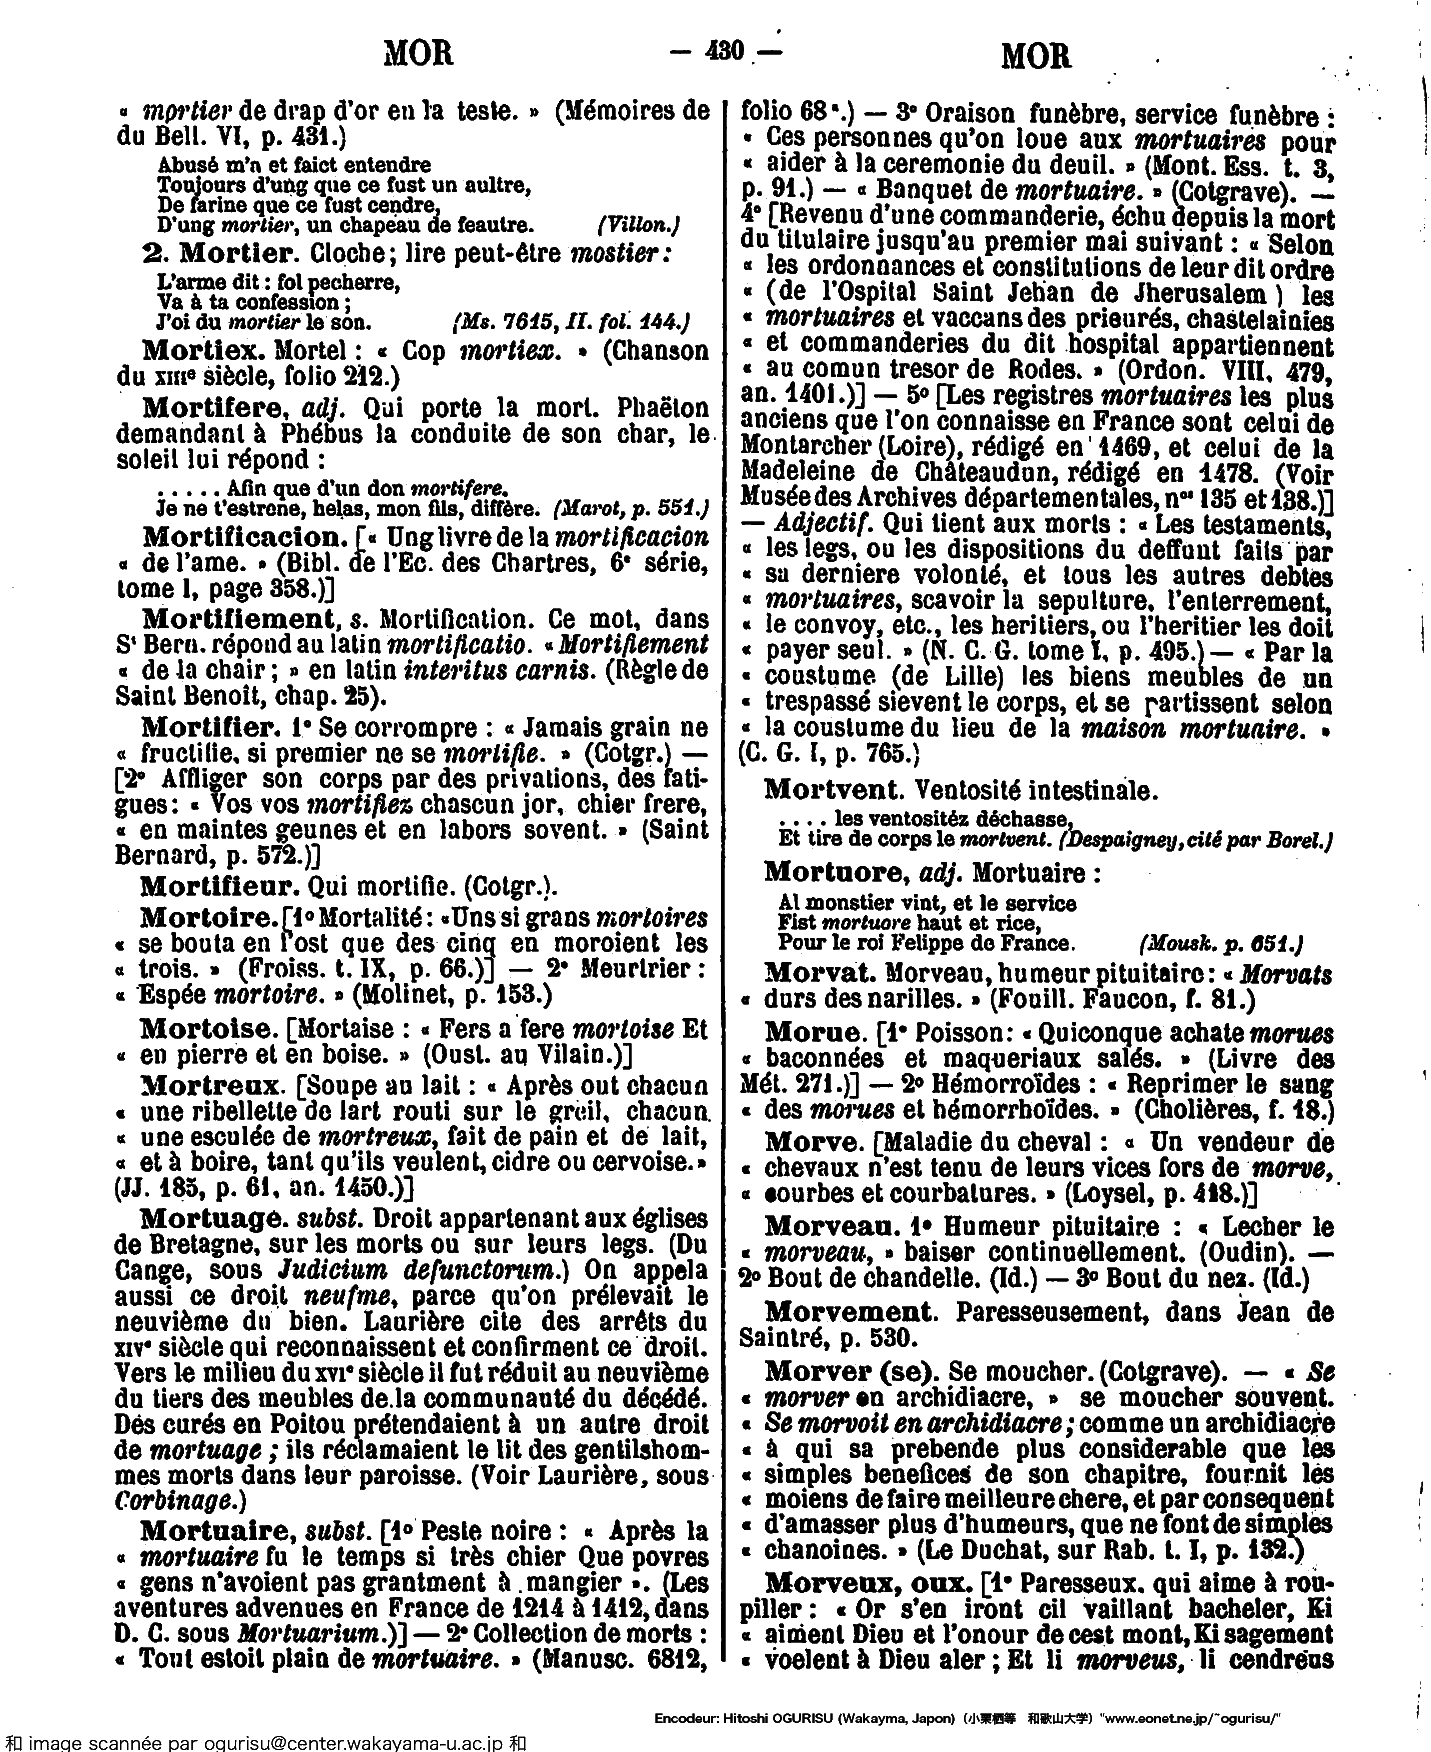 MOR — 430 — MOR
« mortier de drap d'or en la teste. » (Mémoires de
du Bell. VI, p. 431.)
Abusé m'a et faict entendre
Toujours d'ung que ce fust un aultre,
De farine que ce fust cendre,
D'ung mortier, un chapeau de feautre. (Villon.)
2. Mortier. Cloche; lire peut-être mostier :
L'arme dit : fol pecherre,
Va à ta confession ;
J'oi du mortier le son. (Ms. 7615, II. fol. 144.)
Mortiex. Mortel : « Cop mortiex. » (Chanson
du XIIIe siècle, folio 212.)
Mortifere, adj. Qui porte la mort. Phaëton
demandant à Phébus la conduite de son char, le
soleil lui répond :
..... Afin que d'un don mortifere.
Je ne t'estrene, helas, mon fils, diffère. (Marot, p. 551.)
Mortificacion. [« Ung livre de la mortificacion
« de l'ame. » (Bibl. de l'Ec. des Chartres, 6e série,
tome I, page 358.)]
Mortifiement, s. Mortification. Ce mot, dans
St Bern. répond au latin mortificatio. « Mortifiement
« de la chair ; » en latin interitus carnis. (Règle de
Saint Benoit, chap. 25).
Mortifier. 1° Se corrompre : « Jamais grain ne
« fructifie, si premier ne se mortifie. » (Cotgr.) —
[2° Affliger son corps par des privations, des fati-
gues : « Vos vos mortifiez chascun jor, chier frere,
« en maintes geunes et en labors sovent. » (Saint
Bernard, p. 572.)]
Mortifieur. Qui mortifie. (Cotgr.).
Mortoire. [1° Mortalité : « Uns si grans mortoires
« se bouta en l'ost que des cinq en moroient les
« trois. » (Froiss. t. IX, p. 66.)] — 2° Meurtrier :
« Espée mortoire. » (Molinet, p. 153.)
Mortoise. [Mortaise : « Fers a fere mortoise Et
« en pierre et en boise. » (Oust. au Vilain.)]
Mortreux. [Soupe au lait : « Après out chacun
« une ribellette de lart routi sur le greil, chacun
« une esculée de mortreux, fait de pain et de lait,
« et à boire, tant qu'ils veulent, cidre ou cervoise. »
(JJ. 185, p. 61, an. 1450.)]
Mortuage. subst. Droit appartenant aux églises
de Bretagne, sur les morts ou sur leurs legs. (Du
Cange, sous Judicium defunctorum.) On appela
aussi ce droit neufme, parce qu'on prélevait le
neuvième du bien. Laurière cite des arrêts du
XIVe siècle qui reconnaissent et confirment ce droit.
Vers le milieu du XVIe siècle il fut réduit au neuvième
du tiers des meubles de la communauté du décédé.
Des curés en Poitou prétendaient à un autre droit
de mortuage ; ils réclamaient le lit des gentilshom-
mes morts dans leur paroisse. (Voir Laurière, sous
Corbinage.)
Mortuaire, subst. [1° Peste noire : « Après la
« mortuaire fu le temps si très chier Que povres
« gens n'avoient pas grantment à mangier ». (Les
aventures advenues en France de 1214 à 1412, dans
D. C. sous Mortuarium.)] — 2° Collection de morts :
« Tout estoit plain de mortuaire. » (Manusc. 6812,
folio 68a.) — 3° Oraison funèbre, service funèbre :
« Ces personnes qu'on loue aux mortuaires pour
« aider à la ceremonie du deuil. » (Mont. Ess. t. 3,
p. 91.) — « Banquet de mortuaire. » (Cotgrave). —
4° [Revenu d'une commanderie, échu depuis la mort
du titulaire jusqu'au premier mai suivant : « Selon
« les ordonnances et constitutions de leur dit ordre
« (de l'Ospital Saint Jehan de Jherusalem) les
« mortuaires et vaccans des prieurés, chastelainies
« et commanderies du dit hospital appartiennent
« au comun tresor de Rodes. » (Ordon. VIII, 479,
an. 1401.)] — 5° [Les registres mortuaires les plus
anciens que l'on connaisse en France sont celui de
Montarcher (Loire), rédigé en 1469, et celui de la
Madeleine de Châteaudun, rédigé en 1478. (Voir
Musée des Archives départementales, nos 135 et 138.)]
— Adjectif. Qui tient aux morts : « Les testaments,
« les legs, ou les dispositions du deffunt faits par
« sa derniere volonté, et tous les autres debtes
« mortuaires, scavoir la sepulture, l'enterrement,
« le convoy, etc., les heritiers, ou l'heritier les doit
« payer seul. » (N. C. G. tome I, p. 495.) — « Par la
« coustume (de Lille) les biens meubles de un
« trespassé sievent le corps, et se partissent selon
« la coustume du lieu de la maison mortuaire. »
(C. G. I, p. 765.)
Mortvent. Ventosité intestinale.
.... les ventositéz déchasse,
Et tire de corps le mortvent. (Despaigney, cité par Borel.)
Mortuore, adj. Mortuaire :
Al monstier vint, et le service
Fist mortuore haut et rice,
Pour le roi Felippe de France. (Mousk. p. 651.)
Morvat. Morveau, humeur pituitaire : « Morvats
« durs des narilles. » (Fouill. Faucon, f. 81.)
Morue. [1° Poisson : « Quiconque achate morues
« baconnées et maqueriaux salés. » (Livre des
Mét. 271.)] — 2° Hémorroïdes : « Reprimer le sang
« des morues et hémorrhoïdes. » (Cholières, f. 18.)
Morve. [Maladie du cheval : « Un vendeur de
« chevaux n'est tenu de leurs vices fors de morve,
« courbes et courbatures. » (Loysel, p. 418.)]
Morveau. 1° Humeur pituitaire : « Lecher le
« morveau, » baiser continuellement. (Oudin). —
2° Bout de chandelle. (Id.) — 3° Bout du nez. (Id.)
Morvement. Paresseusement, dans Jean de
Saintré, p. 530.
Morver (se). Se moucher. (Cotgrave). — « Se
« morver en archidiacre, » se moucher souvent.
« Se morvoit en archidiacre ; comme un archidiacre
« à qui sa prebende plus considerable que les
« simples benefices de son chapitre, fournit les
« moiens de faire meilleure chere, et par consequent
« d'amasser plus d'humeurs, que ne font de simples
« chanoines. » (Le Duchat, sur Rab. t. I, p. 132.)
Morveux, oux. [1° Paresseux, qui aime à rou-
piller : « Or s'en iront cil vaillant bacheler, Ki
« aiment Dieu et l'onour de cest mont, Ki sagement
« voelent à Dieu aler ; Et li morveus, li cendreus
Encodeur: Hitoshi OGURISU (Wakayma, Japon) (小栗栖等 和歌山大学) "www.eonet.ne.jp/~ogurisu/"
和 image scannée par ogurisu@center.wakayama-u.ac.jp 和